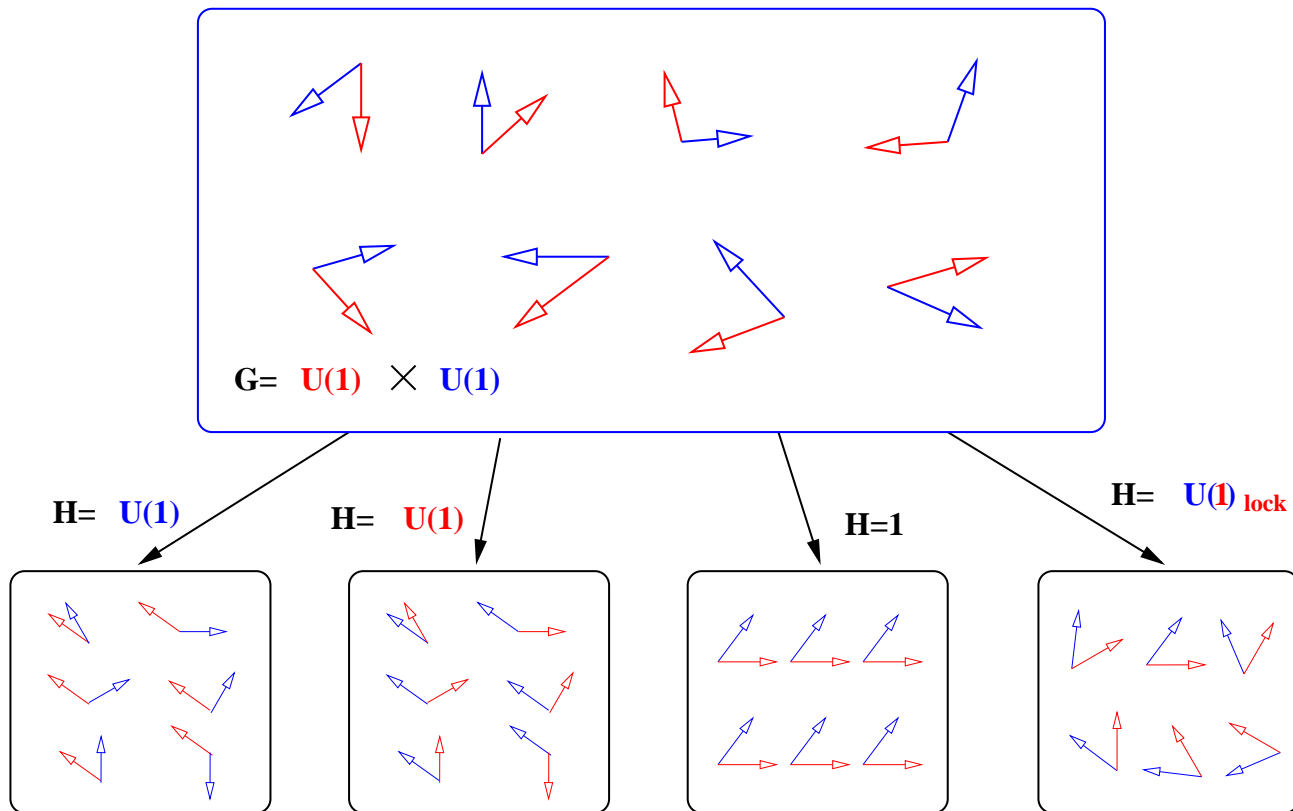 G= U(1) × U(1)
H= U(1)
H= U(1)
H=1
H= U(1) lock